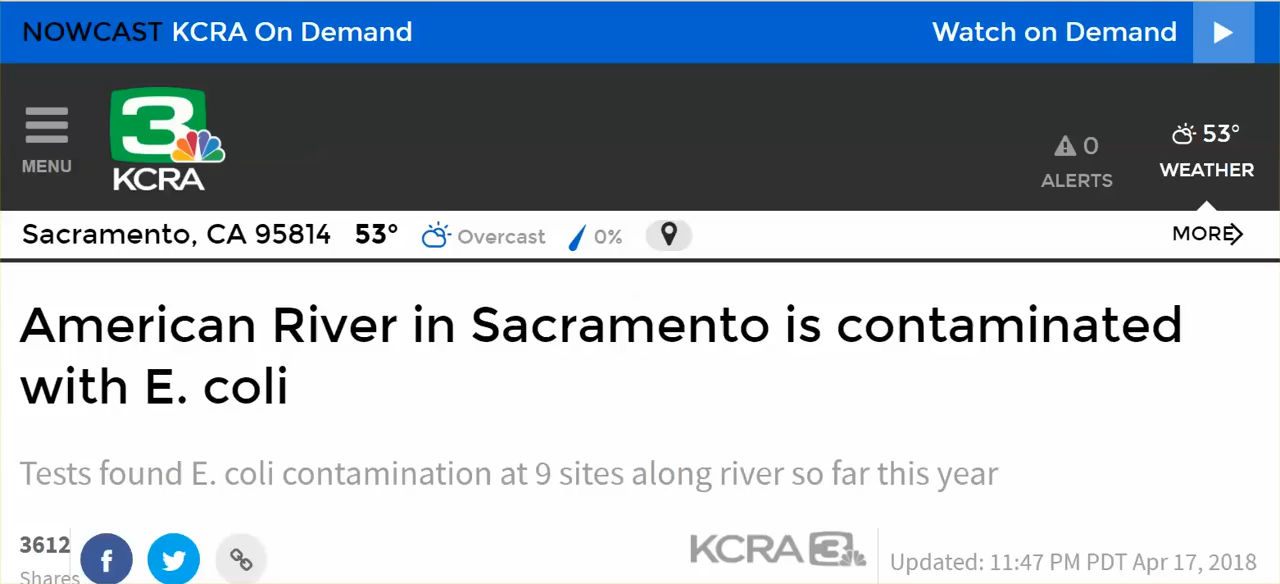 NOWCAST KCRA On Demand Watch on Demand
MENU
3
KCRA
0
ALERTS
53°
WEATHER
Sacramento, CA 95814 53° Overcast 0% MORE
American River in Sacramento is contaminated
with E. coli
Tests found E. coli contamination at 9 sites along river so far this year
3612
Shares
f
KCRA 3
Updated: 11:47 PM PDT Apr 17, 2018